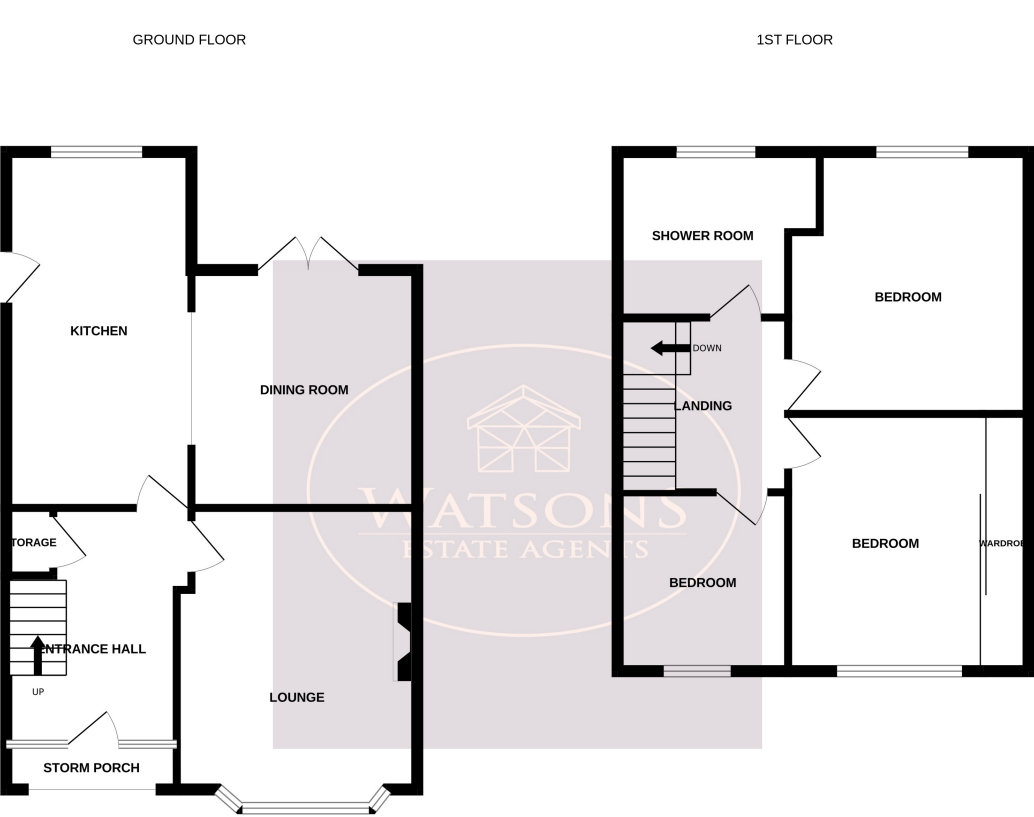 GROUND FLOOR
1ST FLOOR
SHOWER ROOM
BEDROOM
KITCHEN
DOWN
DINING ROOM
LANDING
WATSONS
ESTATE AGENTS
TORAGE
WARDROB
BEDROOM
BEDROOM
ENTRANCE HALL
UP
LOUNGE
STORM PORCH